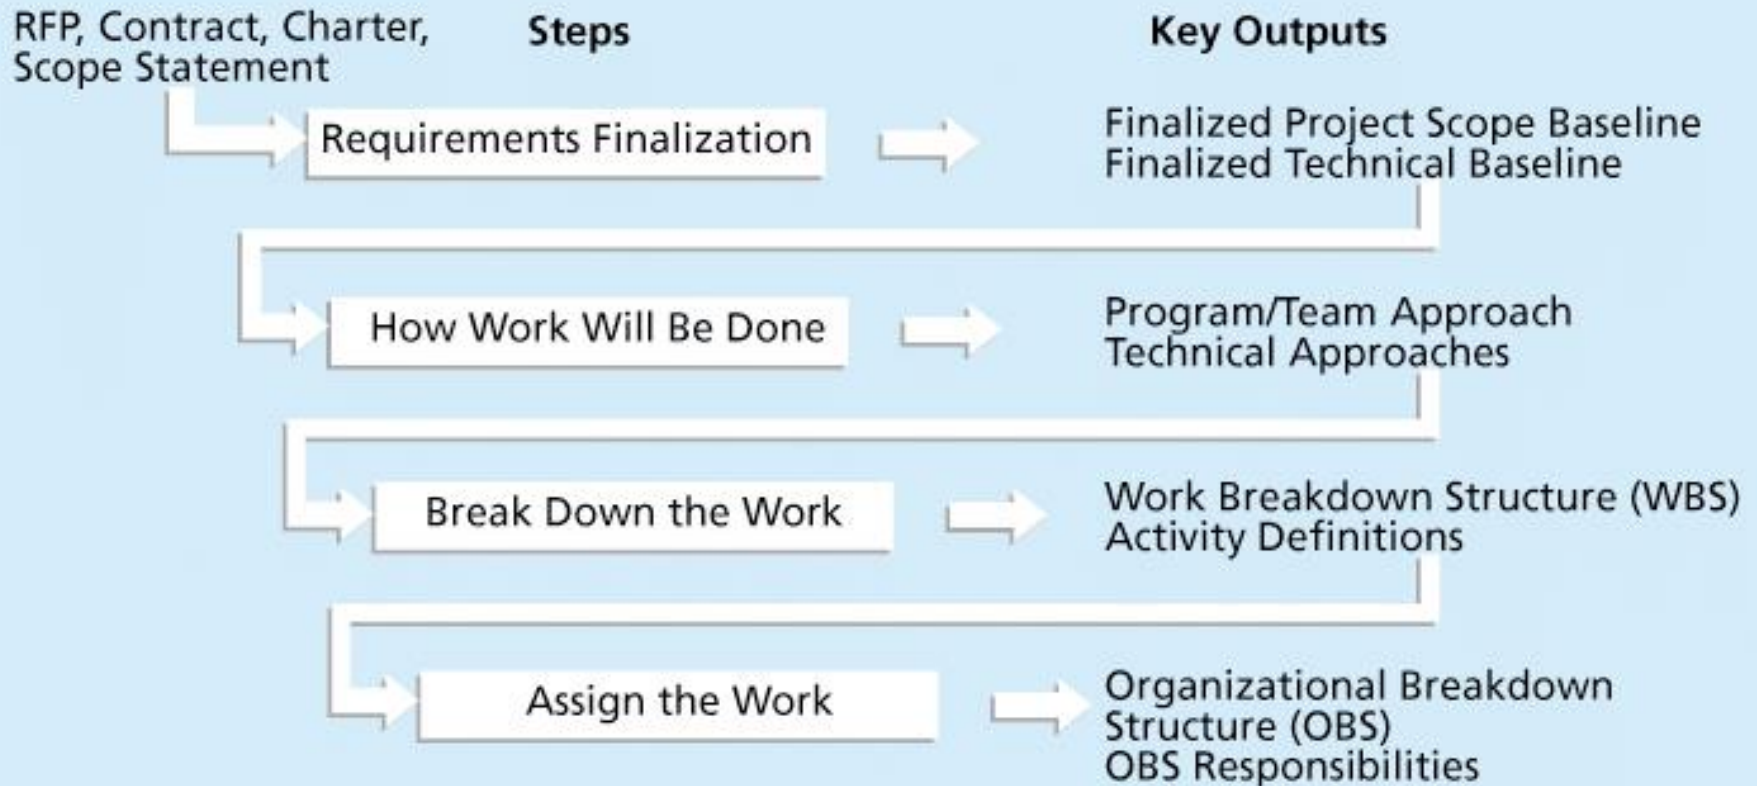 RFP, Contract, Charter,
Scope Statement
Steps
Key Outputs
Requirements Finalization
Finalized Project Scope Baseline
Finalized Technical Baseline
How Work Will Be Done
Program/Team Approach
Technical Approaches
Break Down the Work
Work Breakdown Structure (WBS)
Activity Definitions
Assign the Work
Organizational Breakdown
Structure (OBS)
OBS Responsibilities